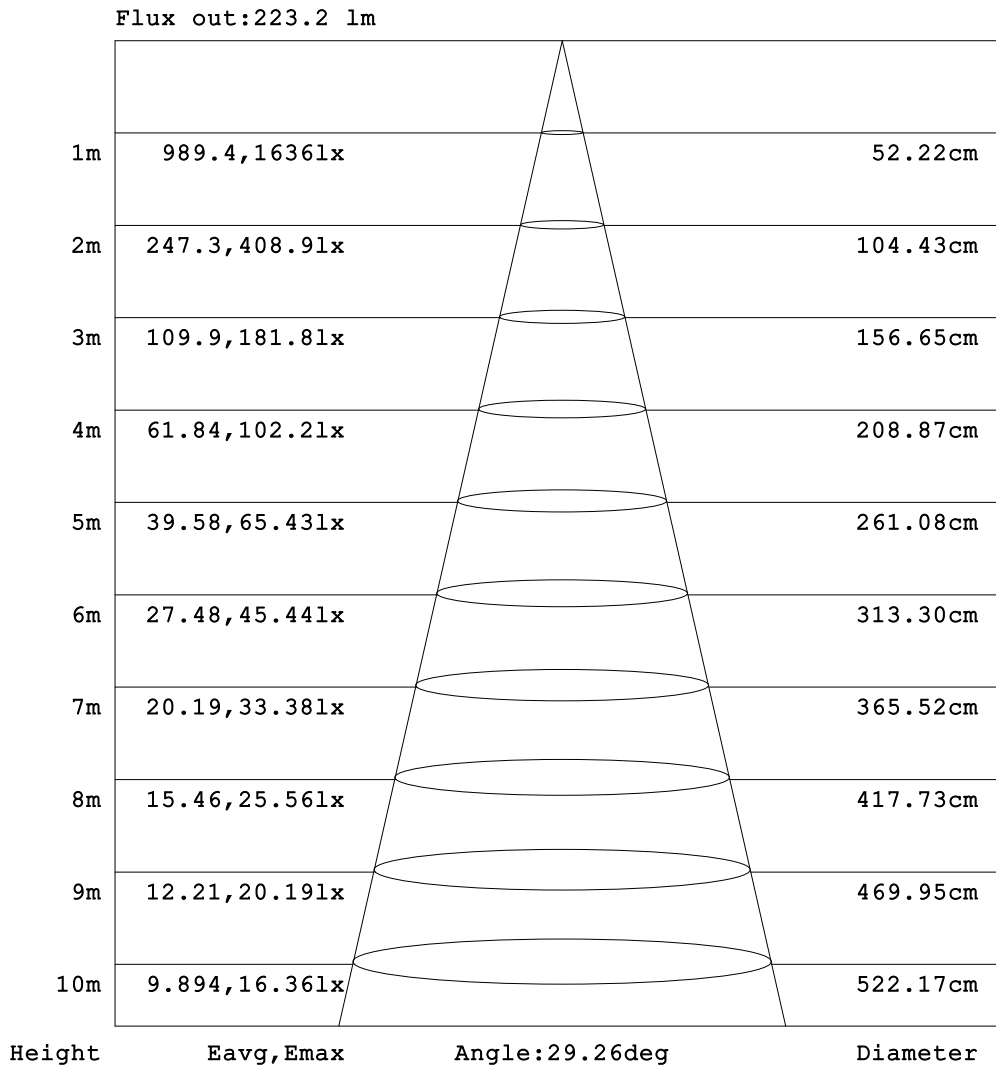 Flux out:223.2 lm
1m 989.4,1636lx 52.22cm
2m 247.3,408.9lx 104.43cm
3m 109.9,181.8lx 156.65cm
4m 61.84,102.2lx 208.87cm
5m 39.58,65.43lx 261.08cm
6m 27.48,45.44lx 313.30cm
7m 20.19,33.38lx 365.52cm
8m 15.46,25.56lx 417.73cm
9m 12.21,20.19lx 469.95cm
10m 9.894,16.36lx 522.17cm
Height Eavg,Emax Angle:29.26deg Diameter